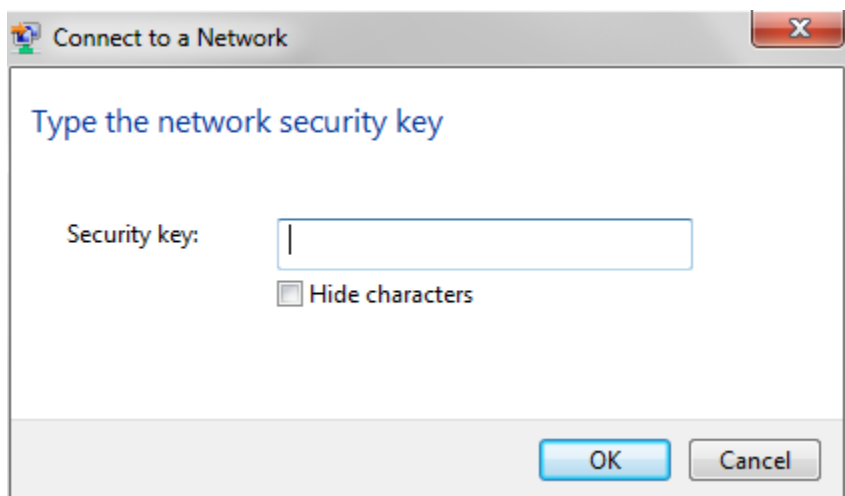 Connect to a Network
Type the network security key
Security key:
Hide characters
OK Cancel